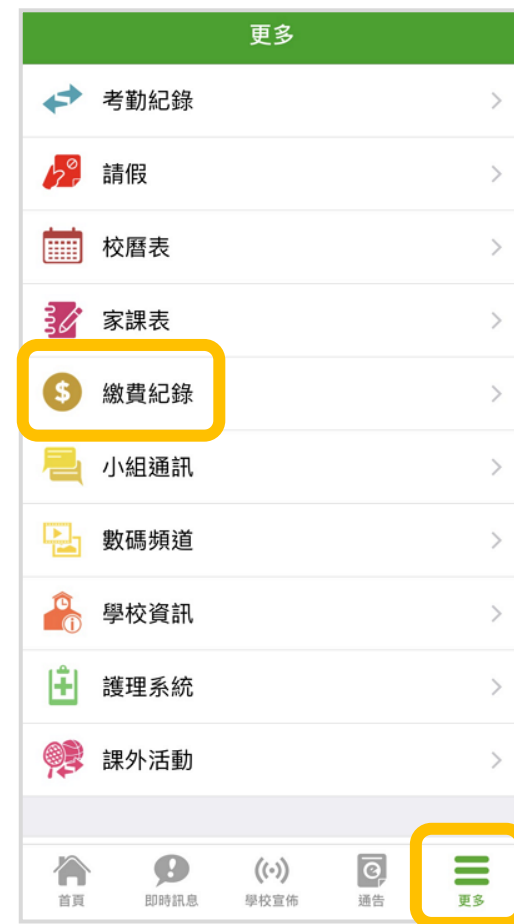 更多
考勤紀錄
請假
校曆表
家課表
$ 繳費紀錄
小組通訊
數碼頻道
學校資訊
護理系統
課外活動
首頁 即時訊息 學校宣佈 通告 更多